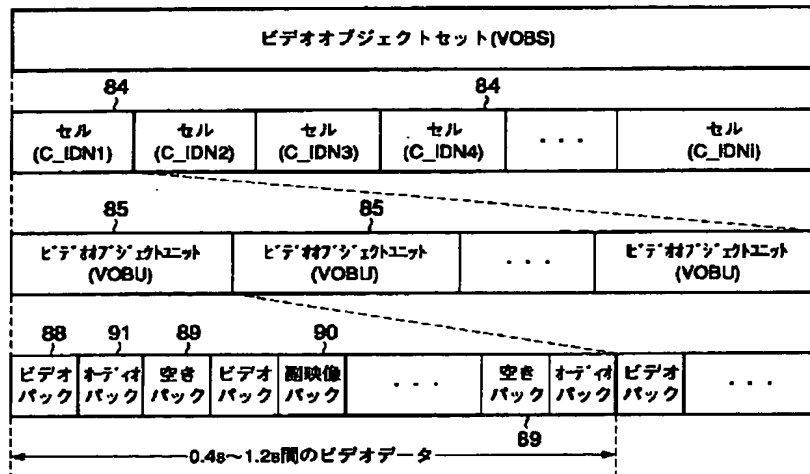 ビデオオブジェクトセット(VOBS)
84 84
セル セル セル セル セル
(C_IDN1) (C_IDN2) (C_IDN3) (C_IDN4) ・・・ (C_IDNi)
85 85
ビデオオブジェクトユニット ビデオオブジェクトユニット ビデオオブジェクトユニット
(VOBU) (VOBU) ・・・ (VOBU)
88 91 89 90
ビデオ オーディオ 空き ビデオ 副映像 空き オーディオ ビデオ
パック パック パック パック パック ・・・ パック パック パック ・・・
89
0.4s～1.2s間のビデオデータ